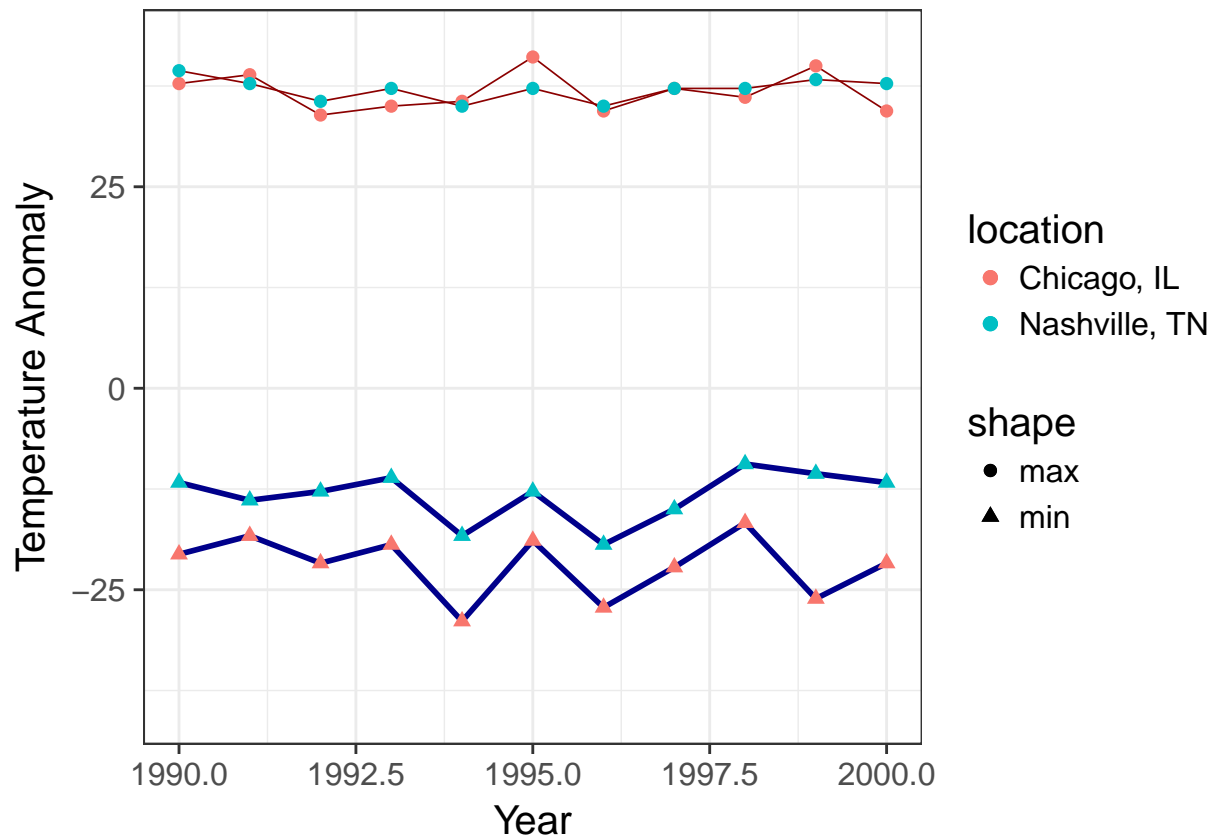 Temperature Anomaly
25
0
−25
1990.0 1992.5 1995.0 1997.5 2000.0
Year
location
Chicago, IL
Nashville, TN
shape
max
min